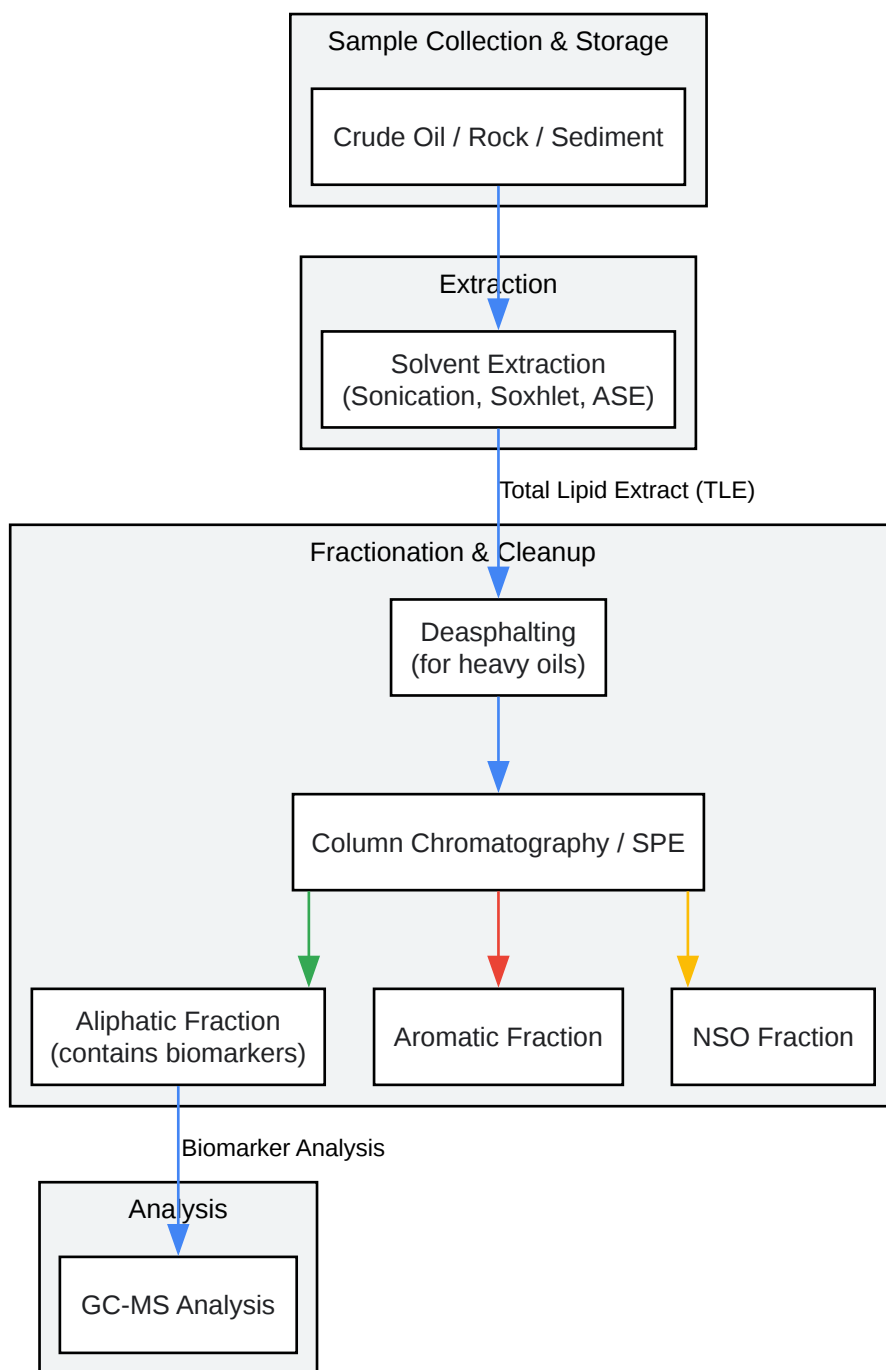 Sample Collection & Storage
Crude Oil / Rock / Sediment
Extraction
Solvent Extraction
(Sonication, Soxhlet, ASE)
Total Lipid Extract (TLE)
Fractionation & Cleanup
Deasphalting
(for heavy oils)
Column Chromatography / SPE
Aliphatic Fraction
(contains biomarkers)
Aromatic Fraction
NSO Fraction
Biomarker Analysis
Analysis
GC-MS Analysis